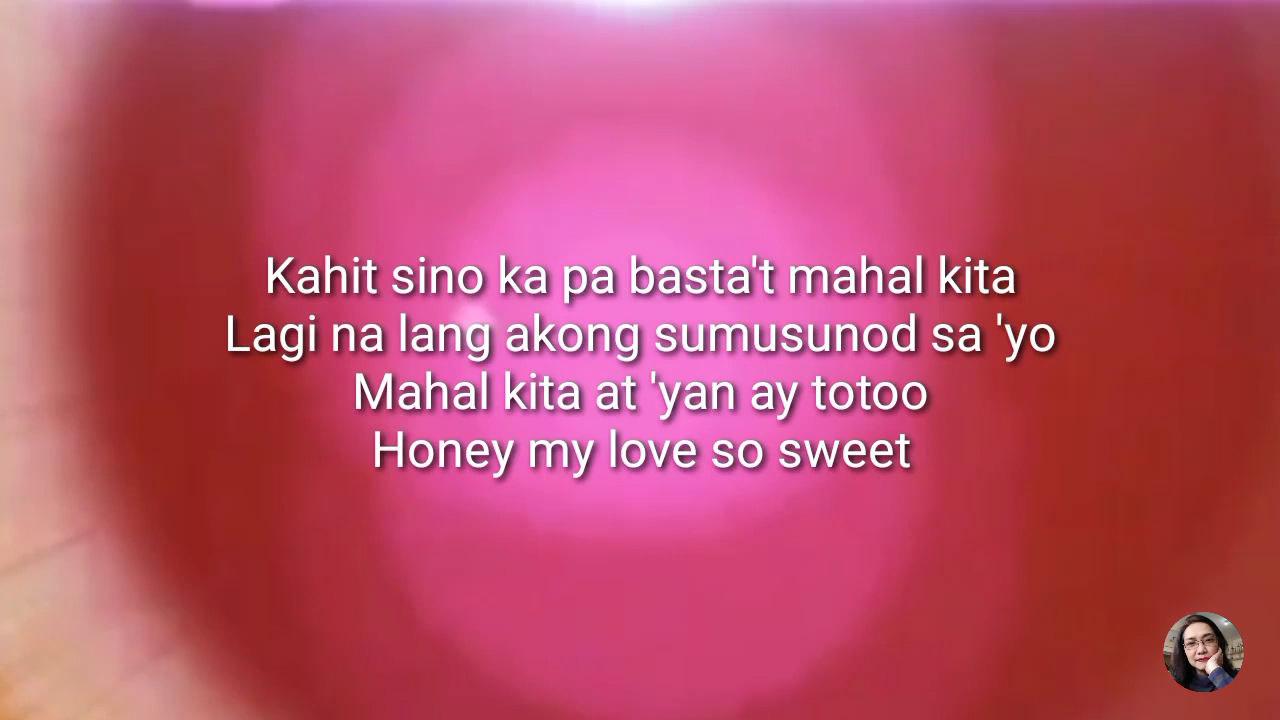 Kahit sino ka pa basta't mahal kita
Lagi na lang akong sumusunod sa 'yo
Mahal kita at 'yan ay totoo
Honey my love so sweet